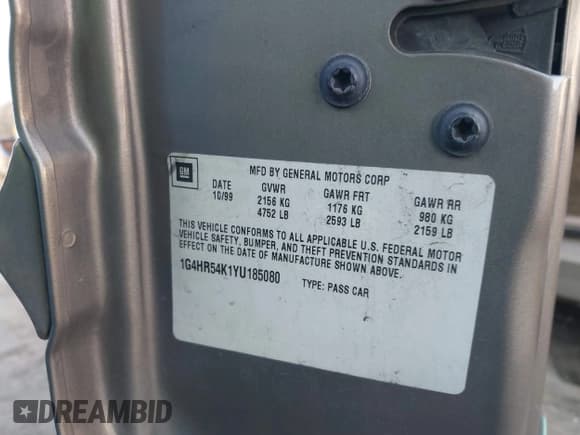 GM
MFD BY GENERAL MOTORS CORP
DATE GVWR GAWR FRT GAWR RR
10/99 2156 KG 1176 KG 980 KG
4752 LB 2593 LB 2159 LB
THIS VEHICLE CONFORMS TO ALL APPLICABLE U.S. FEDERAL MOTOR
VEHICLE SAFETY, BUMPER, AND THEFT PREVENTION STANDARDS IN
EFFECT ON THE DATE OF MANUFACTURE SHOWN ABOVE.
1G4HR54K1YU185080 TYPE: PASS CAR
DREAMBID